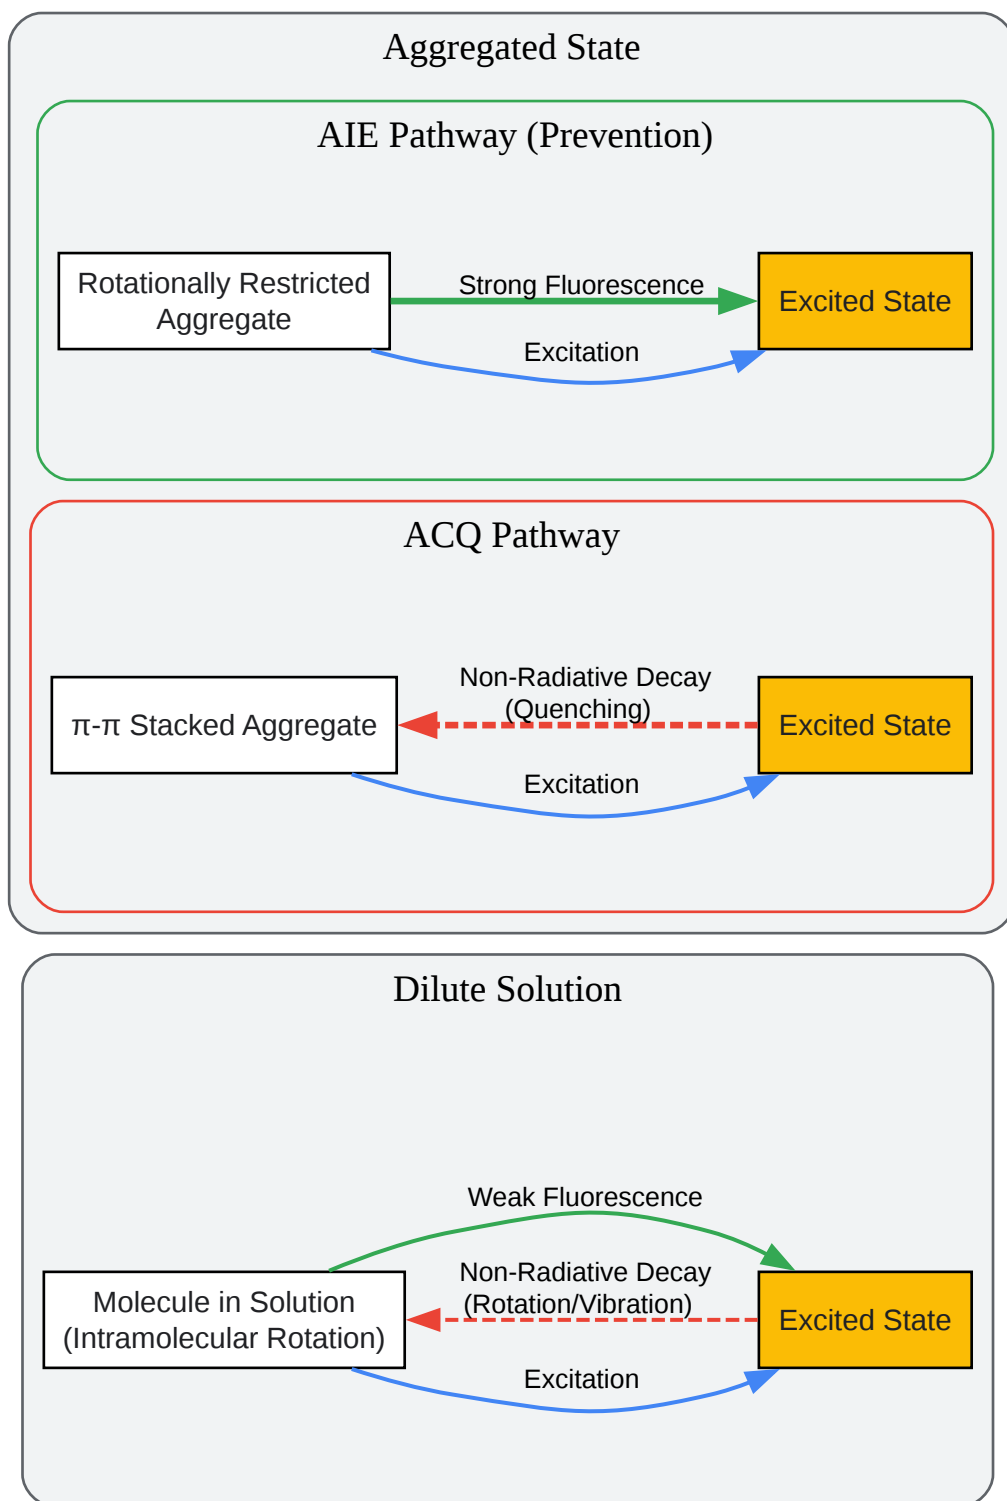 Aggregated State
AIE Pathway (Prevention)
Rotationally Restricted
Aggregate
Strong Fluorescence
Excitation
Excited State
ACQ Pathway
π-π Stacked Aggregate
Non-Radiative Decay
(Quenching)
Excitation
Excited State
Dilute Solution
Weak Fluorescence
Molecule in Solution
(Intramolecular Rotation)
Non-Radiative Decay
(Rotation/Vibration)
Excitation
Excited State